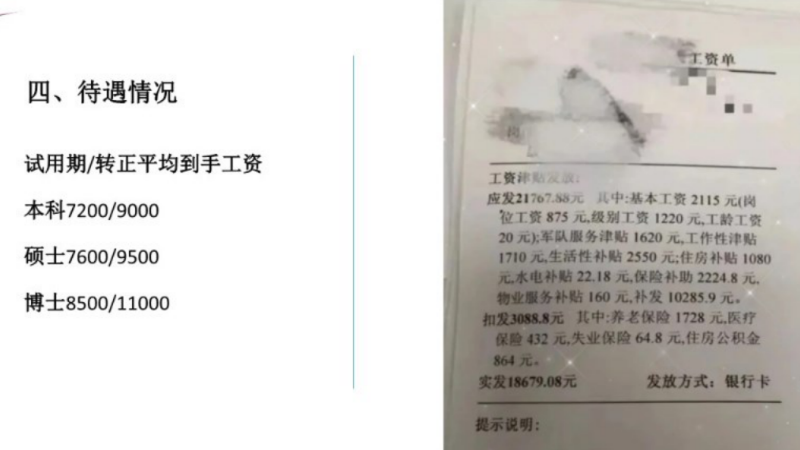 四、待遇情况
试用期/转正平均到手工资
本科7200/9000
硕士7600/9500
博士8500/11000
工资单
工资津贴发放:
应发21767.88元 其中:基本工资 2115 元(岗
位工资 875 元,级别工资 1220 元,工龄工资
20 元);军队服务津贴 1620 元,工作性津贴
1710 元,生活性补贴 2550 元;住房补贴 1080
元,水电补贴 22.18 元,保险补助 2224.8 元,
物业服务补贴 160 元,补发 10285.9 元。
扣发3088.8元 其中:养老保险 1728 元,医疗
保险 432 元,失业保险 64.8 元,住房公积金
864 元。
实发18679.08元 发放方式：银行卡
提示说明: